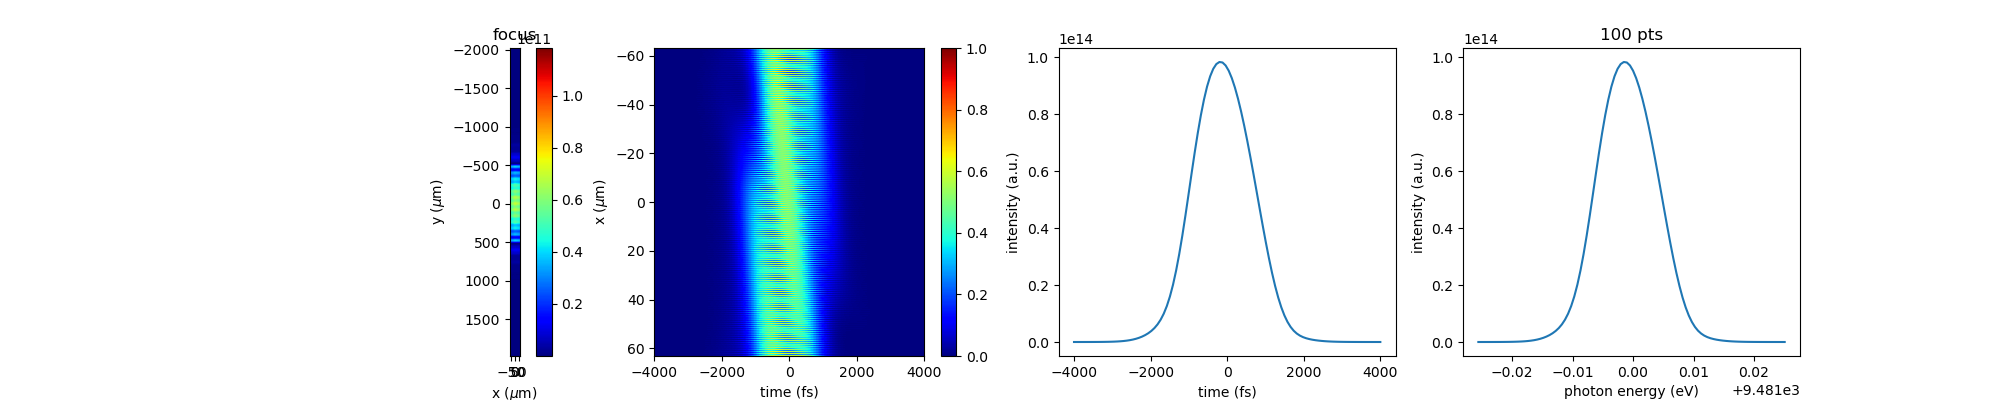 focus
1e11
−2000
−1500
−1000
−500
0
500
1000
1500
y (μm)
x (μm)
1.0
0.8
0.6
0.4
0.2
−60
−40
−20
0
20
40
60
x (μm)
−4000 −2000 0 2000 4000
time (fs)
1.0
0.8
0.6
0.4
0.2
0.0
1e14
1.0
0.8
0.6
0.4
0.2
0.0
intensity (a.u.)
−4000 −2000 0 2000 4000
time (fs)
100 pts
1e14
1.0
0.8
0.6
0.4
0.2
0.0
intensity (a.u.)
−0.02 −0.01 0.00 0.01 0.02
photon energy (eV)
+9.481e3